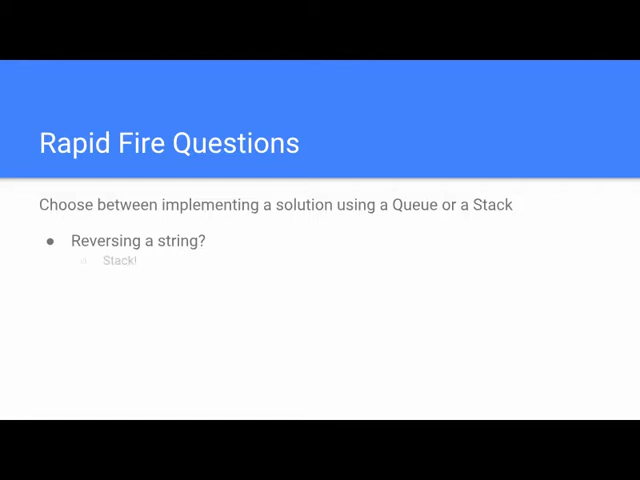 Rapid Fire Questions
Choose between implementing a solution using a Queue or a Stack
● Reversing a string?
○ Stack!